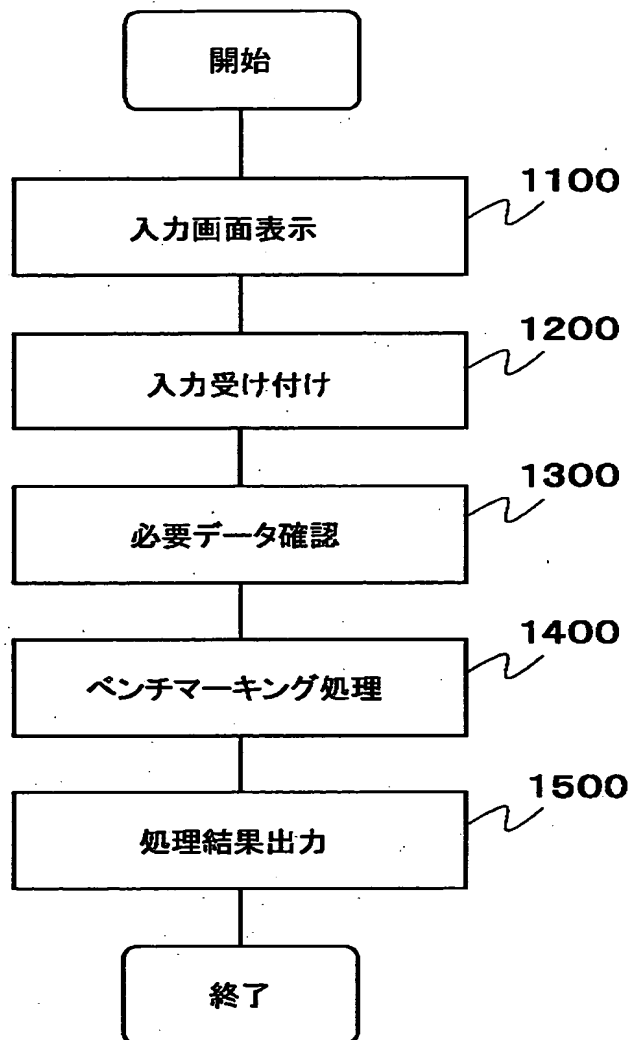 開始
1100
入力画面表示
1200
入力受け付け
1300
必要データ確認
1400
ベンチマーキング処理
1500
処理結果出力
終了